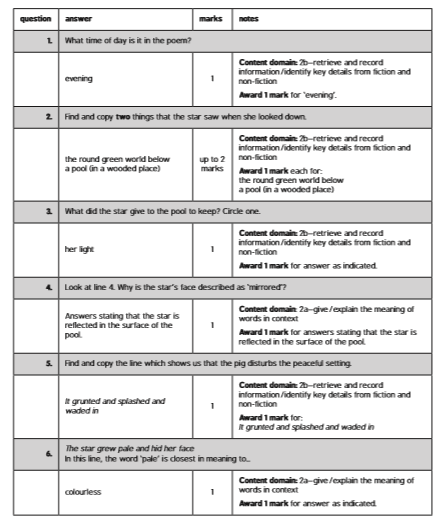 question answer marks notes
1. What time of day is it in the poem?
evening
1
Content domain: 2b–retrieve and record
information/identify key details from fiction and
non-fiction
Award 1 mark for 'evening'.
2. Find and copy two things that the star saw when she looked down.
the round green world below
a pool (in a wooded place)
up to 2
marks
Content domain: 2b–retrieve and record
information/identify key details from fiction and
non-fiction
Award 1 mark each for:
the round green world below
a pool (in a wooded place)
3. What did the star give to the pool to keep? Circle one.
her light
1
Content domain: 2b–retrieve and record
information/identify key details from fiction and
non-fiction
Award 1 mark for answer as indicated.
4. Look at line 4. Why is the star's face described as 'mirrored'?
Answers stating that the star is
reflected in the surface of the
pool.
1
Content domain: 2a–give/explain the meaning of
words in context
Award 1 mark for answers stating that the star is
reflected in the surface of the pool.
5. Find and copy the line which shows us that the pig disturbs the peaceful setting.
It grunted and splashed and
waded in
1
Content domain: 2b–retrieve and record
information/identify key details from fiction and
non-fiction
Award 1 mark for:
It grunted and splashed and waded in
6. The star grew pale and hid her face
In this line, the word 'pale' is closest in meaning to…
colourless
1
Content domain: 2a–give/explain the meaning of
words in context
Award 1 mark for answer as indicated.